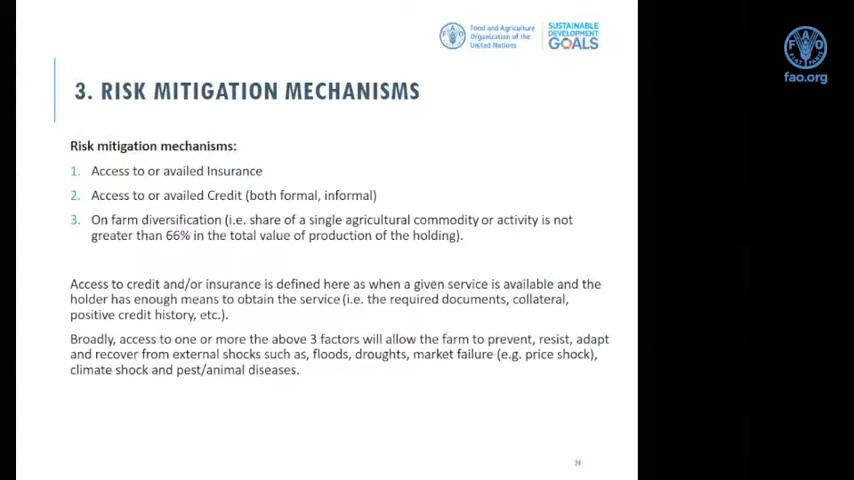 Food and Agriculture
Organization of the
United Nations
SUSTAINABLE
DEVELOPMENT
GOALS
fao.org
3. RISK MITIGATION MECHANISMS
Risk mitigation mechanisms:
1. Access to or availed Insurance
2. Access to or availed Credit (both formal, informal)
3. On farm diversification (i.e. share of a single agricultural commodity or activity is not
greater than 66% in the total value of production of the holding).
Access to credit and/or insurance is defined here as when a given service is available and the
holder has enough means to obtain the service (i.e. the required documents, collateral,
positive credit history, etc.).
Broadly, access to one or more the above 3 factors will allow the farm to prevent, resist, adapt
and recover from external shocks such as, floods, droughts, market failure (e.g. price shock),
climate shock and pest/animal diseases.